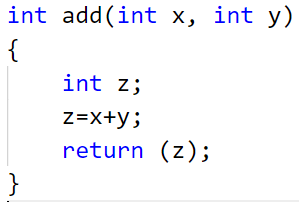 int add(int x, int y)
{
    int z;
    z=x+y;
    return (z);
}